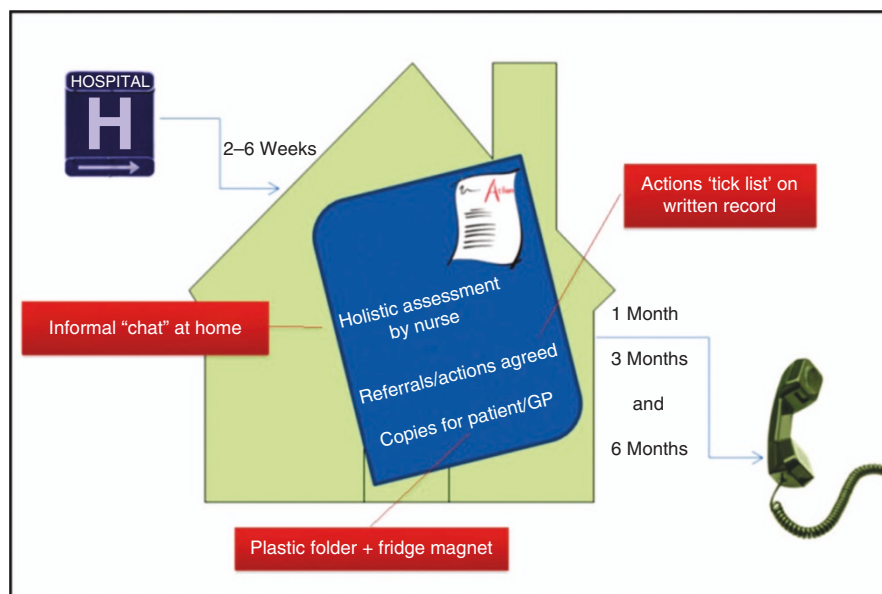 HOSPITAL
H
2–6 Weeks
Actions ‘tick list’ on
written record
Holistic assessment
by nurse
Informal “chat” at home
Referrals/actions agreed
Copies for patient/GP
1 Month
3 Months
and
6 Months
Plastic folder + fridge magnet